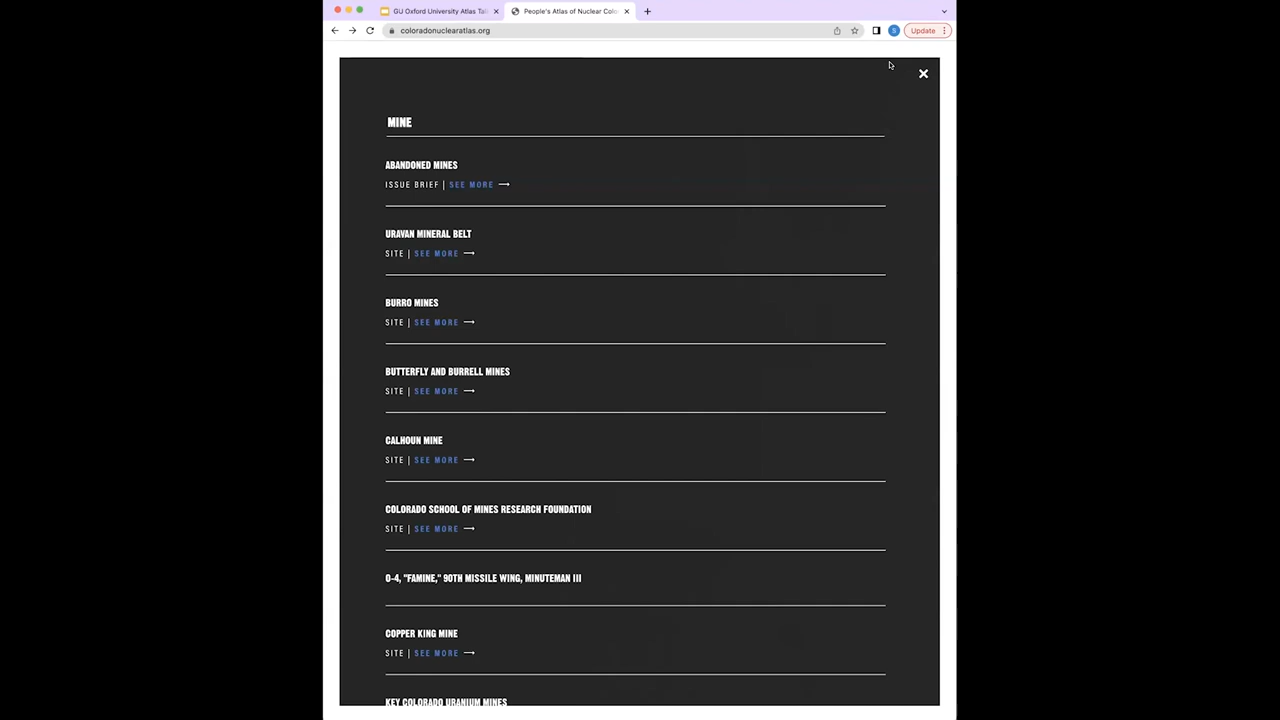 GU Oxford University Atlas Tal
People's Atlas of Nuclear Colo
coloradonuclearatlas.org
Update
MINE
ABANDONED MINES
ISSUE BRIEF | SEE MORE ⟶
URAVAN MINERAL BELT
SITE | SEE MORE ⟶
BURRO MINES
SITE | SEE MORE ⟶
BUTTERFLY AND BURRELL MINES
SITE | SEE MORE ⟶
CALHOUN MINE
SITE | SEE MORE ⟶
COLORADO SCHOOL OF MINES RESEARCH FOUNDATION
SITE | SEE MORE ⟶
O-4, "FAMINE," 90TH MISSILE WING, MINUTEMAN III
COPPER KING MINE
SITE | SEE MORE ⟶
KEY COLORADO URANIUM MINES